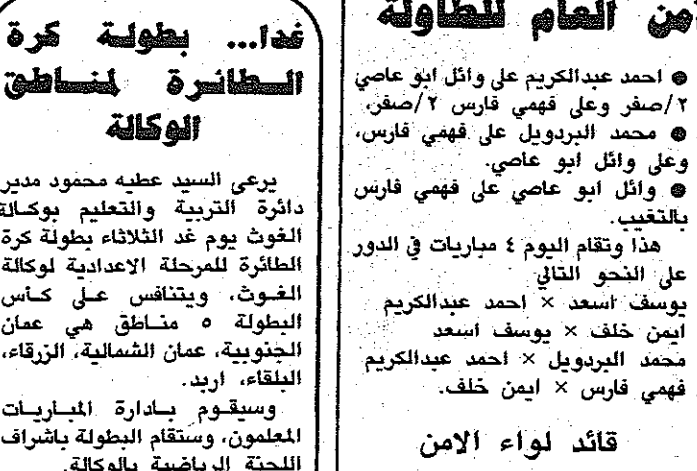 من العام للطاولة
● احمد عبدالكريم على وائل ابو عاصي
٢/صفر وعلى فهمي فارس ٢/صفر.
● محمد البردويل على فهمي فارس،
وعلى وائل ابو عاصي.
● وائل ابو عاصي على فهمي فارس
بالتغيب.
هذا وتقام اليوم ٤ مباريات في الدور
على النحو التالي
يوسف اسعد × احمد عبدالكريم
ايمن خلف × يوسف اسعد
محمد البردويل × احمد عبدالكريم
فهمي فارس × ايمن خلف.
قائد لواء الامن
غدا... بطولة كرة
الطائرة لمناطق
الوكالة
يرعى السيد عطيه محمود مدير
دائرة التربية والتعليم بوكالة
الغوث يوم غد الثلاثاء بطولة كرة
الطائرة للمرحلة الاعدادية لوكالة
الغوث، ويتنافس على كأس
البطولة ٥ مناطق هي عمان
الجنوبية، عمان الشمالية، الزرقاء،
البلقاء، اربد.
وسيقوم بادارة المباريات
المعلمون، وستقام البطولة باشراف
اللجنة الرياضية بالوكالة.